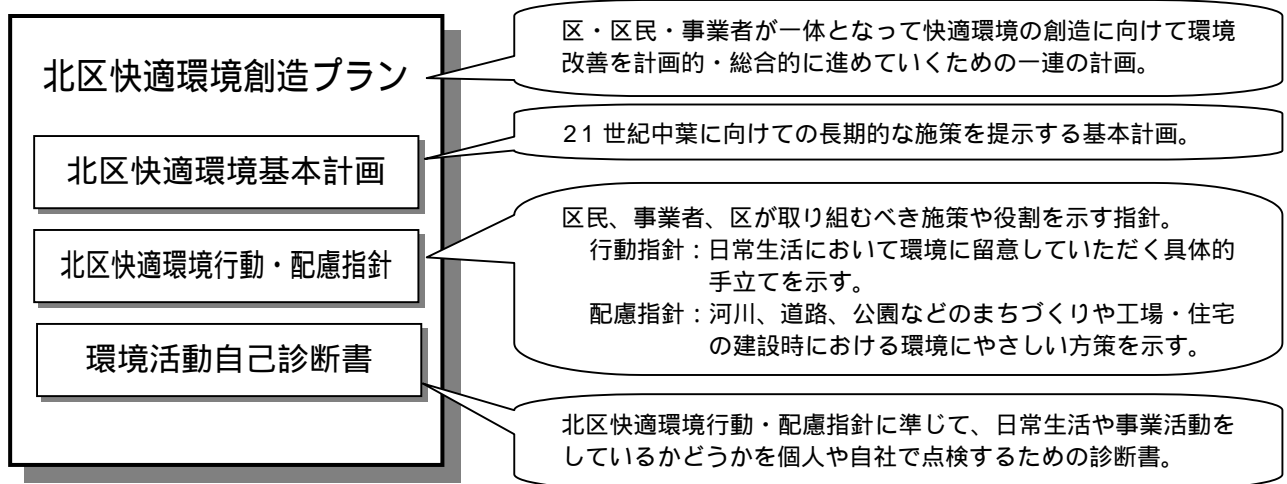 北区快適環境創造プラン
区・区民・事業者が一体となって快適環境の創造に向けて環境
改善を計画的・総合的に進めていくための一連の計画。
北区快適環境基本計画
21世紀中葉に向けての長期的な施策を提示する基本計画。
北区快適環境行動・配慮指針
区民、事業者、区が取り組むべき施策や役割を示す指針。
行動指針：日常生活において環境に留意していただく具体的
手立てを示す。
配慮指針：河川、道路、公園などのまちづくりや工場・住宅
の建設時における環境にやさしい方策を示す。
環境活動自己診断書
北区快適環境行動・配慮指針に準じて、日常生活や事業活動を
しているかどうかを個人や自社で点検するための診断書。